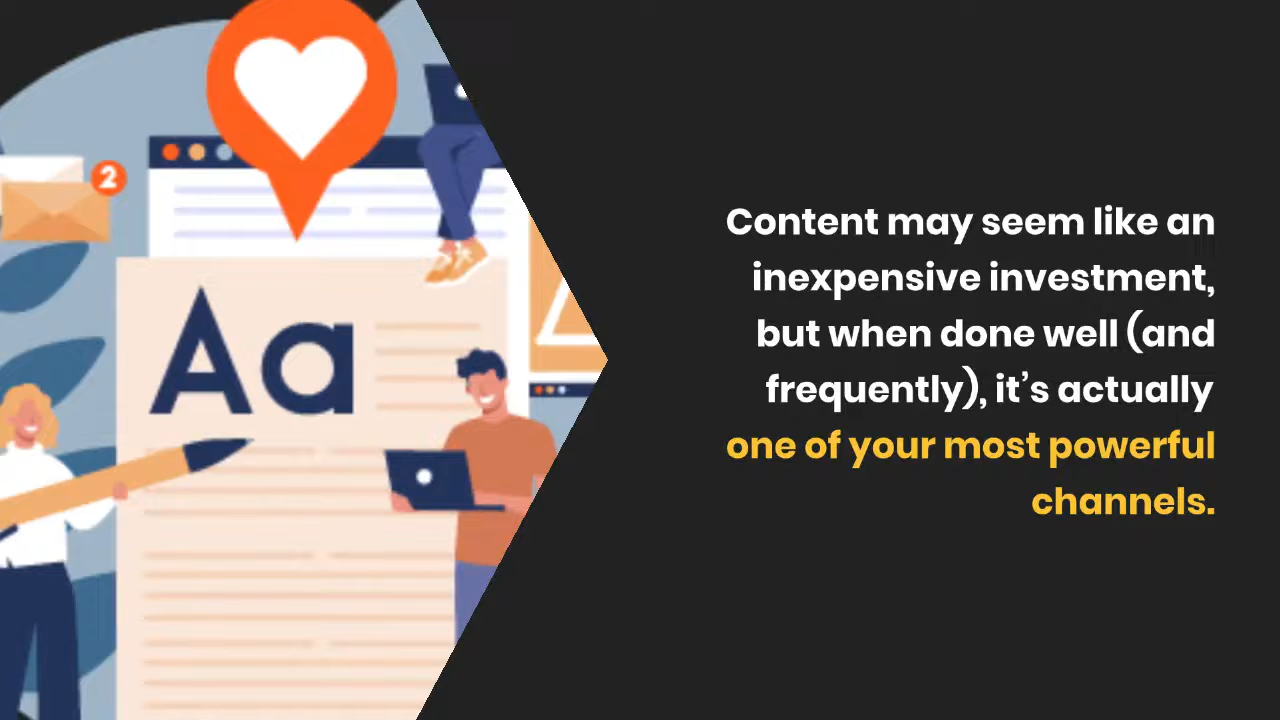 2
Aa
Content may seem like an
inexpensive investment,
but when done well (and
frequently), it’s actually
one of your most powerful
channels.